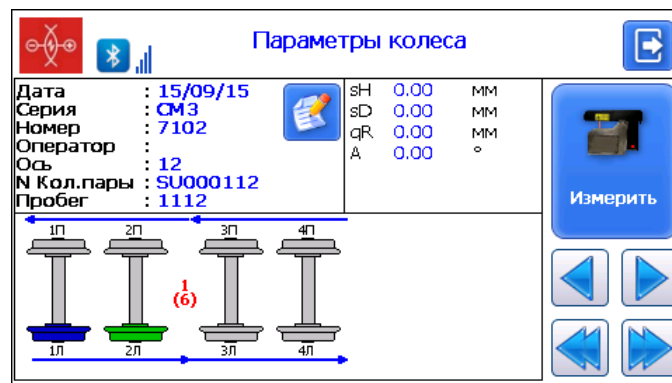 Параметры колеса
Дата : 15/09/15
Серия : СМ3
Номер : 7102
Оператор :
Ось : 12
N Кол.пары : SU000112
Пробег : 1112
sH 0.00 мм
sD 0.00 мм
qR 0.00 мм
A 0.00 °
Измерить
1П 2П 3П 4П
1
(6)
1Л 2Л 3Л 4Л